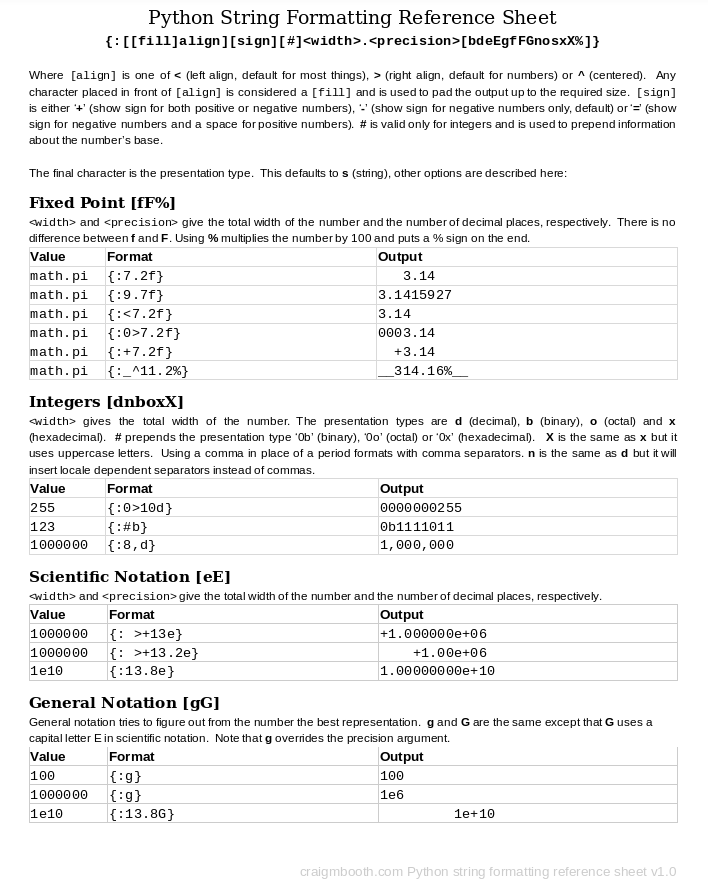 Python String Formatting Reference Sheet
{:[[fill]align][sign][#]<width>.<precision>[bdeEgfFGnosxX%]}
Where [align] is one of < (left align, default for most things), > (right align, default for numbers) or ^ (centered). Any
character placed in front of [align] is considered a [fill] and is used to pad the output up to the required size. [sign]
is either '+' (show sign for both positive or negative numbers), '-' (show sign for negative numbers only, default) or '=' (show
sign for negative numbers and a space for positive numbers). # is valid only for integers and is used to prepend information
about the number's base.
The final character is the presentation type. This defaults to s (string), other options are described here:
Fixed Point [fF%]
<width> and <precision> give the total width of the number and the number of decimal places, respectively. There is no
difference between f and F. Using % multiplies the number by 100 and puts a % sign on the end.
Value Format Output
math.pi {:7.2f} 3.14
math.pi {:9.7f} 3.1415927
math.pi {:<7.2f} 3.14
math.pi {:0>7.2f} 0003.14
math.pi {:+7.2f} +3.14
math.pi {:_^11.2%} __314.16%__
Integers [dnboxX]
<width> gives the total width of the number. The presentation types are d (decimal), b (binary), o (octal) and x
(hexadecimal). # prepends the presentation type '0b' (binary), '0o' (octal) or '0x' (hexadecimal). X is the same as x but it
uses uppercase letters. Using a comma in place of a period formats with comma separators. n is the same as d but it will
insert locale dependent separators instead of commas.
Value Format Output
255 {:0>10d} 0000000255
123 {:#b} 0b1111011
1000000 {:8,d} 1,000,000
Scientific Notation [eE]
<width> and <precision> give the total width of the number and the number of decimal places, respectively.
Value Format Output
1000000 {: >+13e} +1.000000e+06
1000000 {: >+13.2e} +1.00e+06
1e10 {:13.8e} 1.00000000e+10
General Notation [gG]
General notation tries to figure out from the number the best representation. g and G are the same except that G uses a
capital letter E in scientific notation. Note that g overrides the precision argument.
Value Format Output
100 {:g} 100
1000000 {:g} 1e6
1e10 {:13.8G} 1e+10
craigmbooth.com Python string formatting reference sheet v1.0